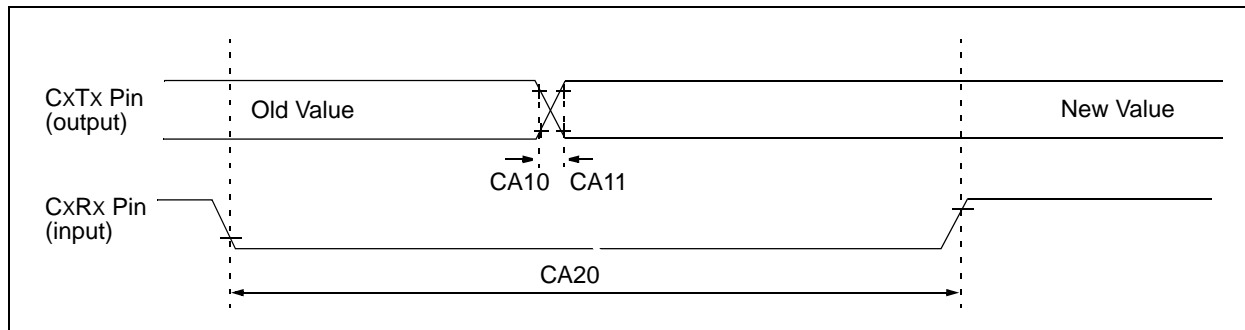 CxTx Pin
(output)
Old Value
New Value
CA10 CA11
CxRx Pin
(input)
CA20